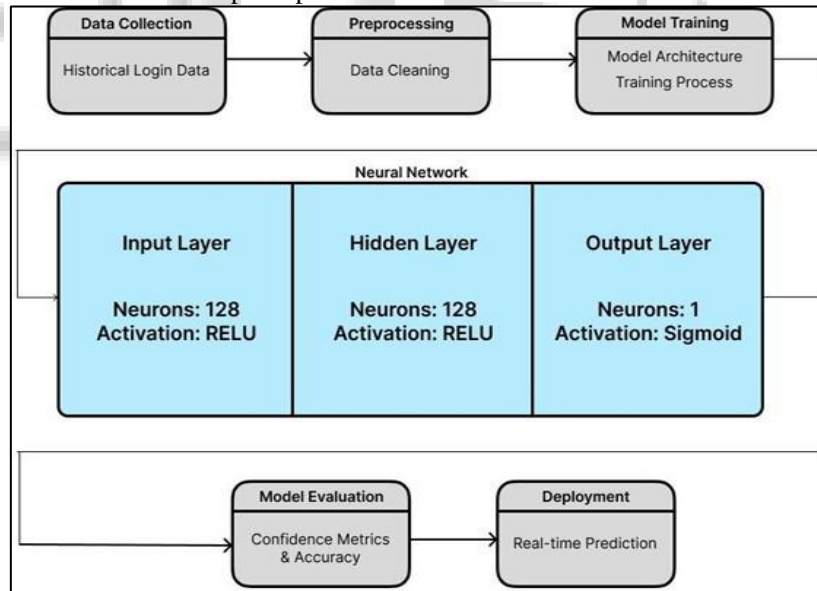 Data Collection
Historical Login Data
Preprocessing
Data Cleaning
Model Training
Model Architecture
Training Process
Neural Network
Input Layer
Neurons: 128
Activation: RELU
Hidden Layer
Neurons: 128
Activation: RELU
Output Layer
Neurons: 1
Activation: Sigmoid
Model Evaluation
Confidence Metrics
& Accuracy
Deployment
Real-time Prediction